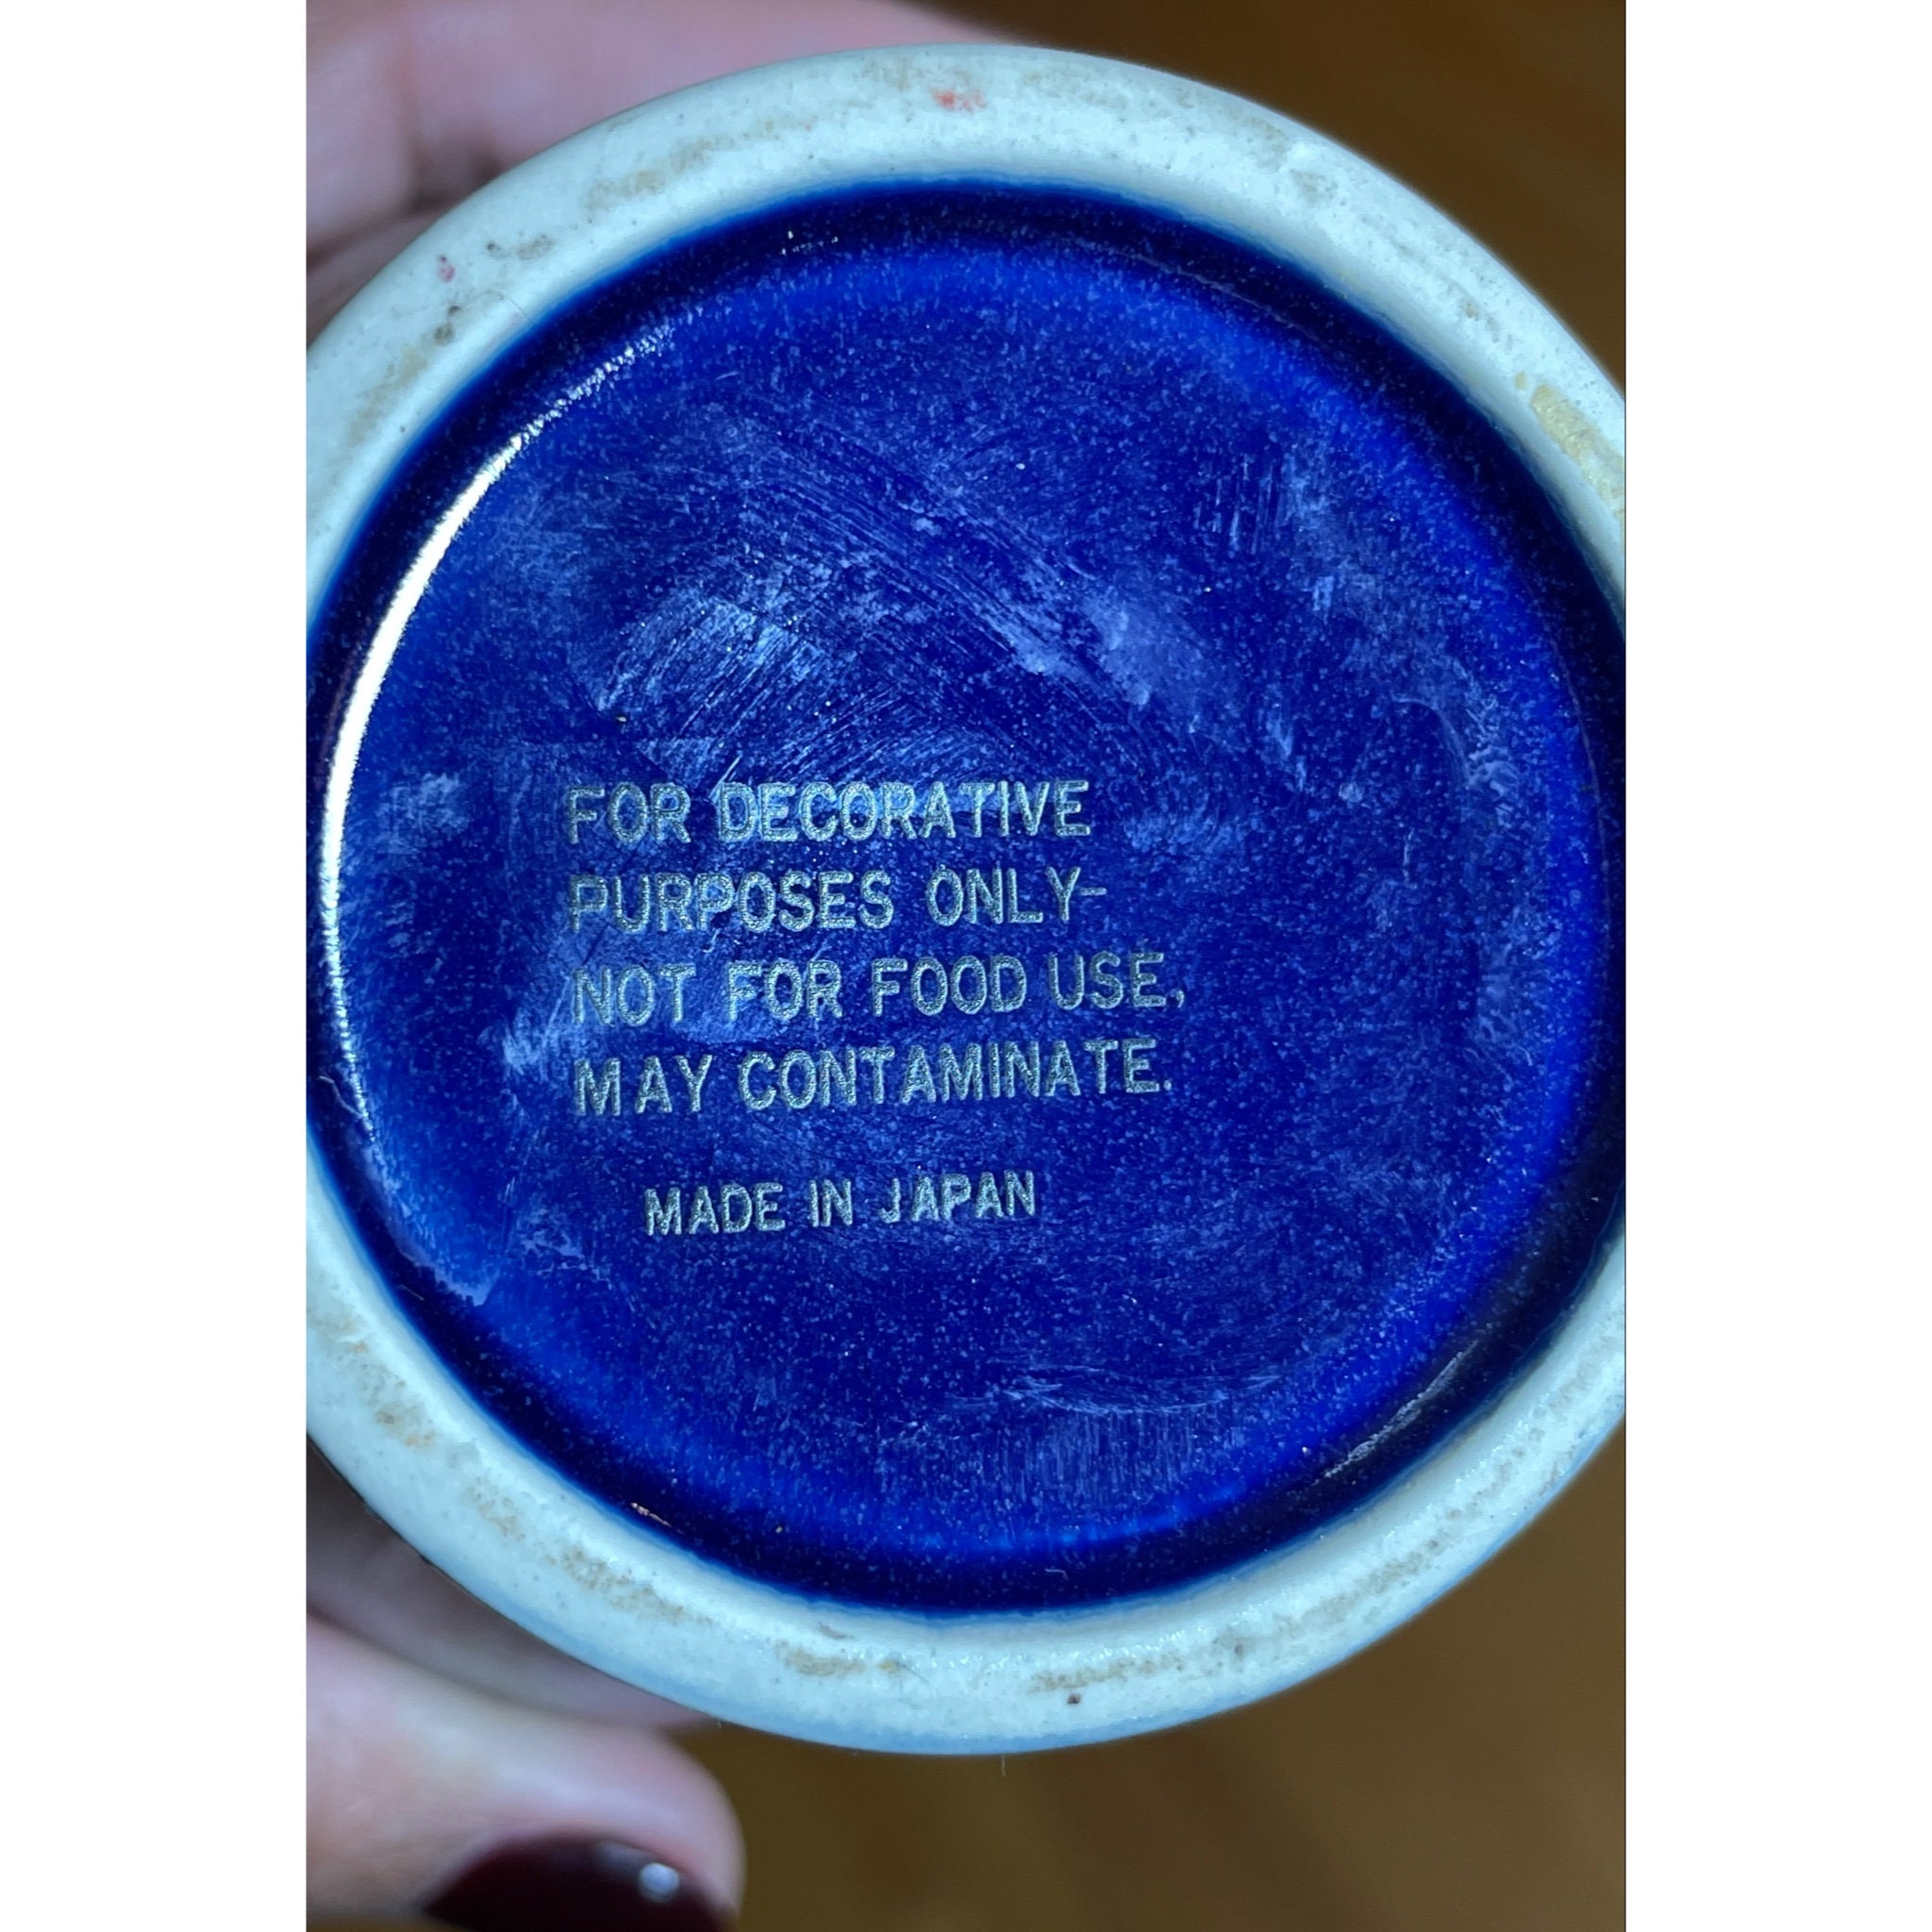 FOR DECORATIVE
PURPOSES ONLY-
NOT FOR FOOD USE,
MAY CONTAMINATE.
MADE IN JAPAN